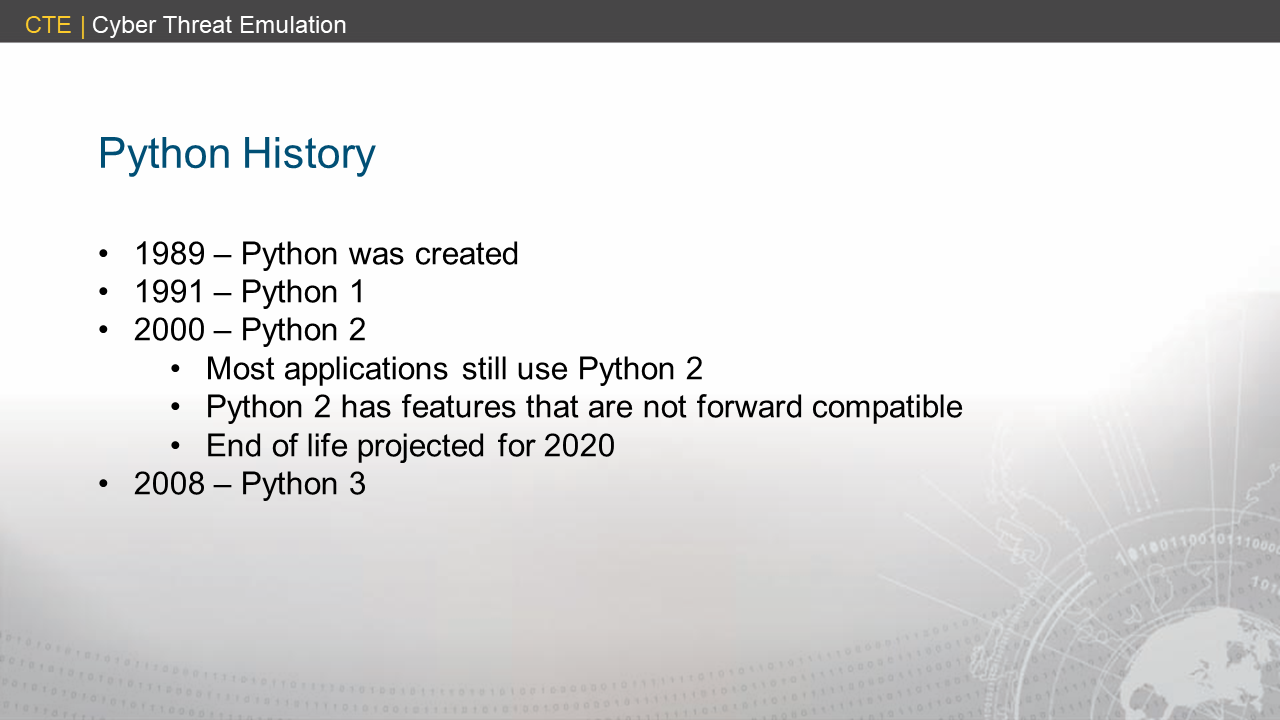 CTE | Cyber Threat Emulation
Python History
• 1989 – Python was created
• 1991 – Python 1
• 2000 – Python 2
• Most applications still use Python 2
• Python 2 has features that are not forward compatible
• End of life projected for 2020
• 2008 – Python 3